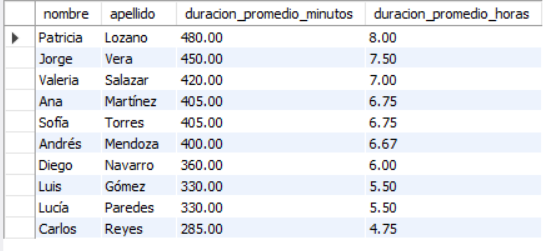 nombre apellido duracion_promedio_minutos duracion_promedio_horas
Patricia Lozano 480.00 8.00
Jorge Vera 450.00 7.50
Valeria Salazar 420.00 7.00
Ana Martínez 405.00 6.75
Sofía Torres 405.00 6.75
Andrés Mendoza 400.00 6.67
Diego Navarro 360.00 6.00
Luis Gómez 330.00 5.50
Lucía Paredes 330.00 5.50
Carlos Reyes 285.00 4.75